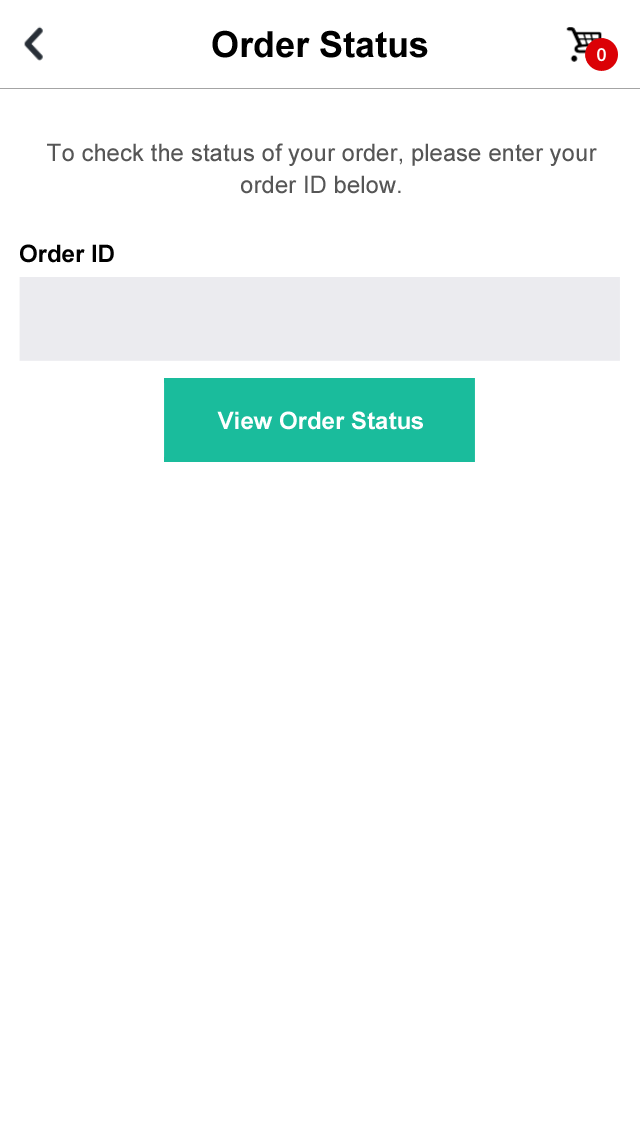 Order Status
0
To check the status of your order, please enter your
order ID below.
Order ID
View Order Status